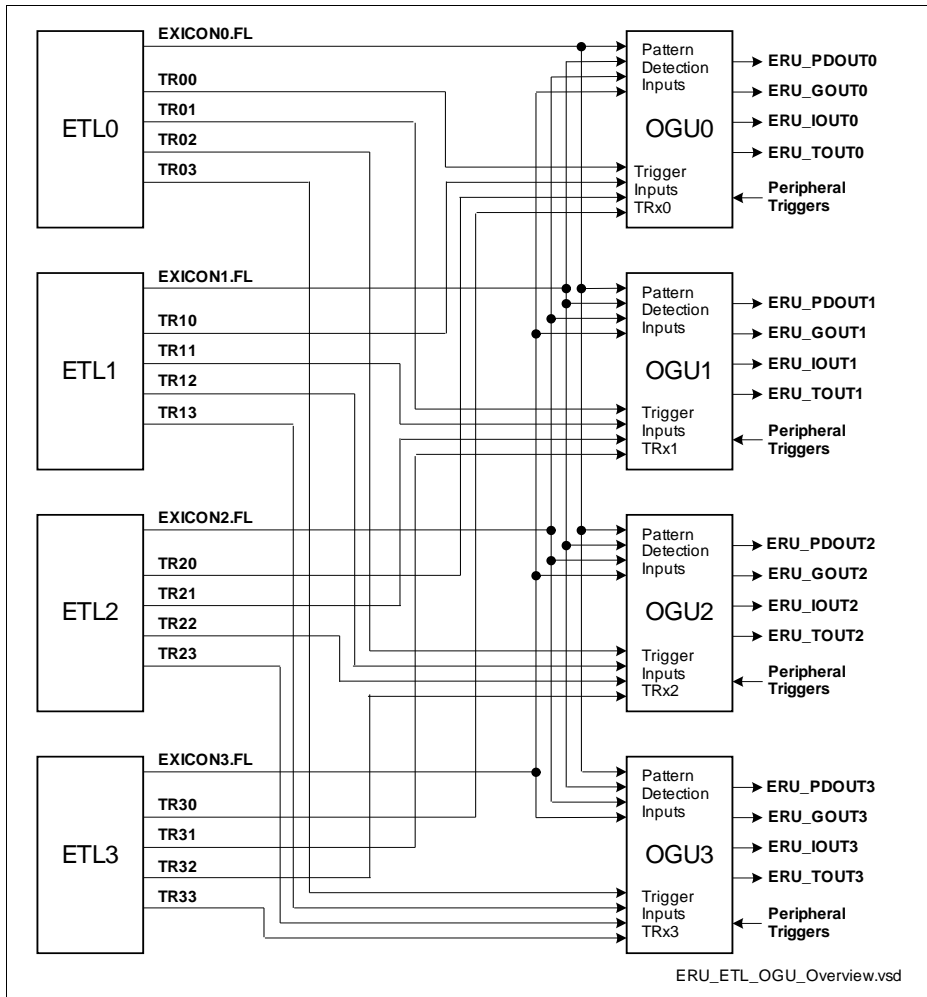 EXICON0.FL
TR00
TR01
TR02
TR03
ETL0
Pattern
Detection
Inputs
OGU0
Trigger
Inputs
TRx0
ERU_PDOUT0
ERU_GOUT0
ERU_IOUT0
ERU_TOUT0
Peripheral
Triggers
EXICON1.FL
TR10
TR11
TR12
TR13
ETL1
Pattern
Detection
Inputs
OGU1
Trigger
Inputs
TRx1
ERU_PDOUT1
ERU_GOUT1
ERU_IOUT1
ERU_TOUT1
Peripheral
Triggers
EXICON2.FL
TR20
TR21
TR22
TR23
ETL2
Pattern
Detection
Inputs
OGU2
Trigger
Inputs
TRx2
ERU_PDOUT2
ERU_GOUT2
ERU_IOUT2
ERU_TOUT2
Peripheral
Triggers
EXICON3.FL
TR30
TR31
TR32
TR33
ETL3
Pattern
Detection
Inputs
OGU3
Trigger
Inputs
TRx3
ERU_PDOUT3
ERU_GOUT3
ERU_IOUT3
ERU_TOUT3
Peripheral
Triggers
ERU_ETL_OGU_Overview.vsd